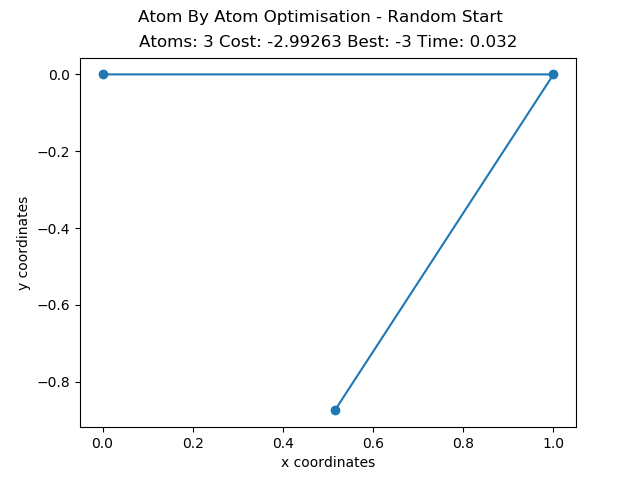 Atom By Atom Optimisation - Random Start
Atoms: 3 Cost: -2.99263 Best: -3 Time: 0.032
0.0
−0.2
−0.4
−0.6
−0.8
y coordinates
0.0 0.2 0.4 0.6 0.8 1.0
x coordinates